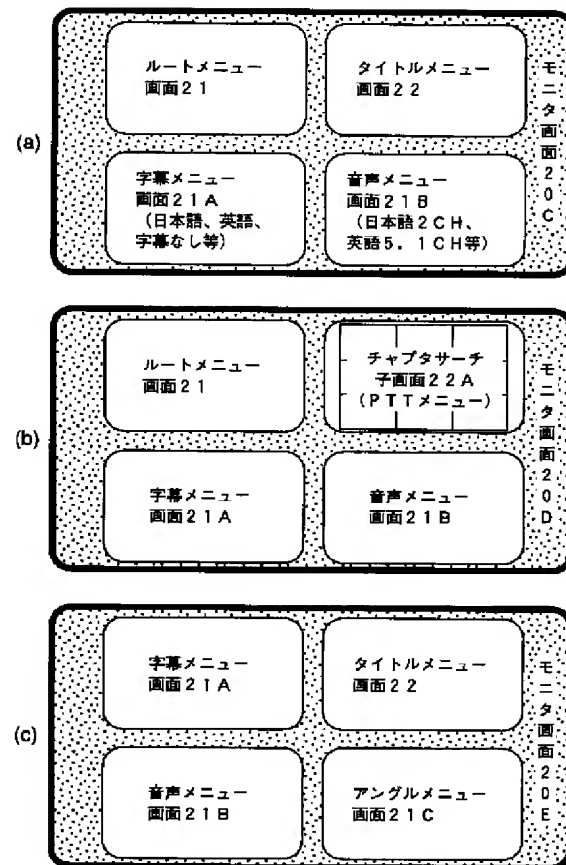 (a)
ルートメニュー
画面21
タイトルメニュー
画面22
字幕メニュー
画面21A
(日本語、英語、
字幕なし等)
音声メニュー
画面21B
(日本語2CH、
英語5.1CH等)
モニタ画面20C
(b)
ルートメニュー
画面21
チャプタサーチ
子画面22A
(PTTメニュー)
字幕メニュー
画面21A
音声メニュー
画面21B
モニタ画面20D
(c)
字幕メニュー
画面21A
タイトルメニュー
画面22
音声メニュー
画面21B
アングルメニュー
画面21C
モニタ画面20E